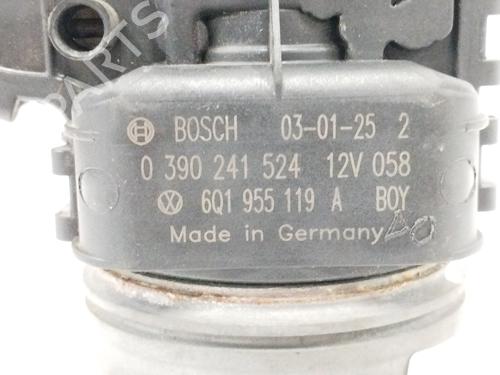 BOSCH 03-01-25 2
0 390 241 524 12V 058
6Q1 955 119 A BOY
Made in Germany